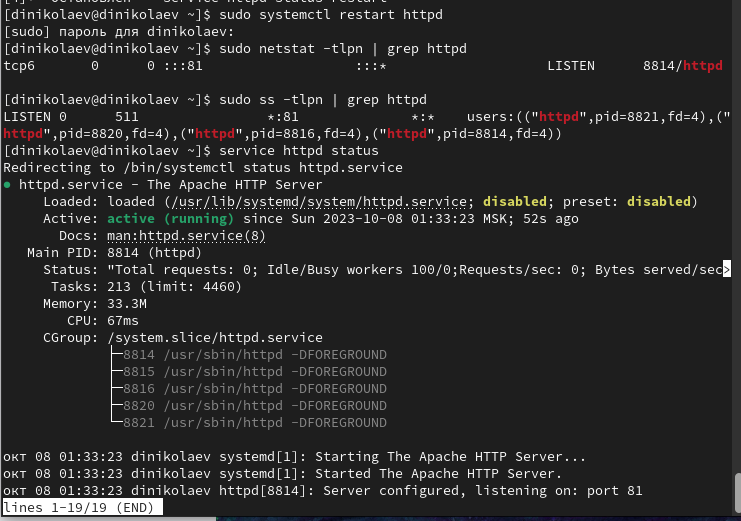 [dinikolaev@dinikolaev ~]$ sudo systemctl restart httpd
[sudo] пароль для dinikolaev:
[dinikolaev@dinikolaev ~]$ sudo netstat -tlpn | grep httpd
tcp6       0      0 :::81                   :::*                    LISTEN      8814/httpd
[dinikolaev@dinikolaev ~]$ sudo ss -tlpn | grep httpd
LISTEN 0      511                *:81              *:*    users:(("httpd",pid=8821,fd=4),("
httpd",pid=8820,fd=4),("httpd",pid=8816,fd=4),("httpd",pid=8814,fd=4))
[dinikolaev@dinikolaev ~]$ service httpd status
Redirecting to /bin/systemctl status httpd.service
● httpd.service - The Apache HTTP Server
     Loaded: loaded (/usr/lib/systemd/system/httpd.service; disabled; preset: disabled)
     Active: active (running) since Sun 2023-10-08 01:33:23 MSK; 52s ago
       Docs: man:httpd.service(8)
   Main PID: 8814 (httpd)
     Status: "Total requests: 0; Idle/Busy workers 100/0;Requests/sec: 0; Bytes served/sec>
      Tasks: 213 (limit: 4460)
     Memory: 33.3M
        CPU: 67ms
     CGroup: /system.slice/httpd.service
             ├─8814 /usr/sbin/httpd -DFOREGROUND
             ├─8815 /usr/sbin/httpd -DFOREGROUND
             ├─8816 /usr/sbin/httpd -DFOREGROUND
             ├─8820 /usr/sbin/httpd -DFOREGROUND
             └─8821 /usr/sbin/httpd -DFOREGROUND
окт 08 01:33:23 dinikolaev systemd[1]: Starting The Apache HTTP Server...
окт 08 01:33:23 dinikolaev systemd[1]: Started The Apache HTTP Server.
окт 08 01:33:23 dinikolaev httpd[8814]: Server configured, listening on: port 81
lines 1-19/19 (END)